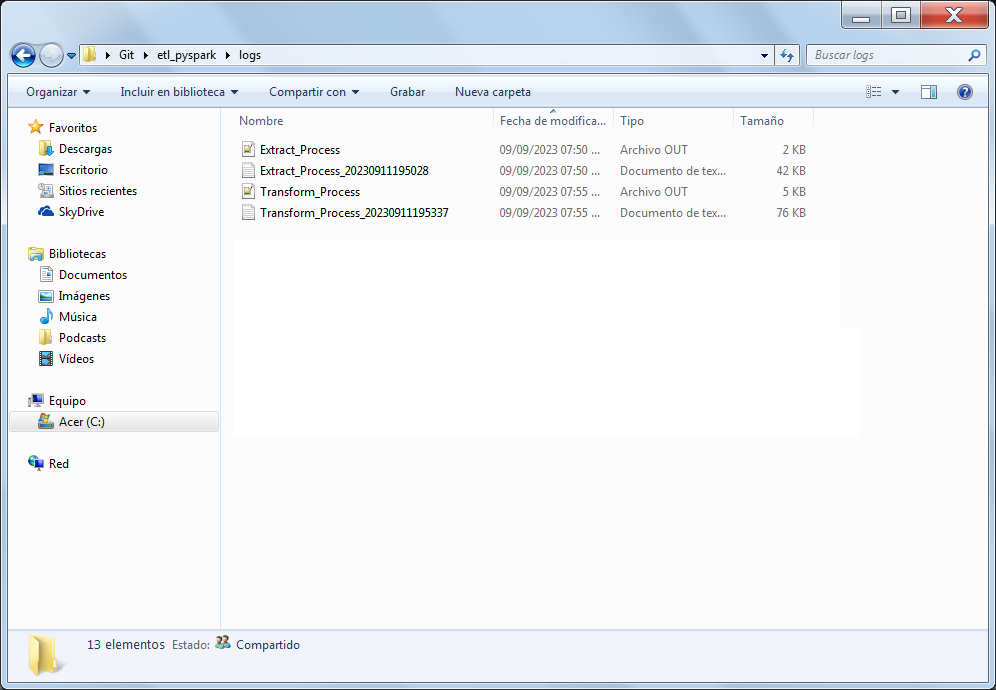 Git etl_pyspark logs
Buscar logs
Organizar Incluir en biblioteca Compartir con Grabar Nueva carpeta
Favoritos
Descargas
Escritorio
Sitios recientes
SkyDrive
Bibliotecas
Documentos
Imágenes
Música
Podcasts
Vídeos
Equipo
Acer (C:)
Red
Nombre Fecha de modifica... Tipo Tamaño
Extract_Process 09/09/2023 07:50 ... Archivo OUT 2 KB
Extract_Process_20230911195028 09/09/2023 07:50 ... Documento de tex... 42 KB
Transform_Process 09/09/2023 07:55 ... Archivo OUT 5 KB
Transform_Process_20230911195337 09/09/2023 07:55 ... Documento de tex... 76 KB
13 elementos Estado: Compartido